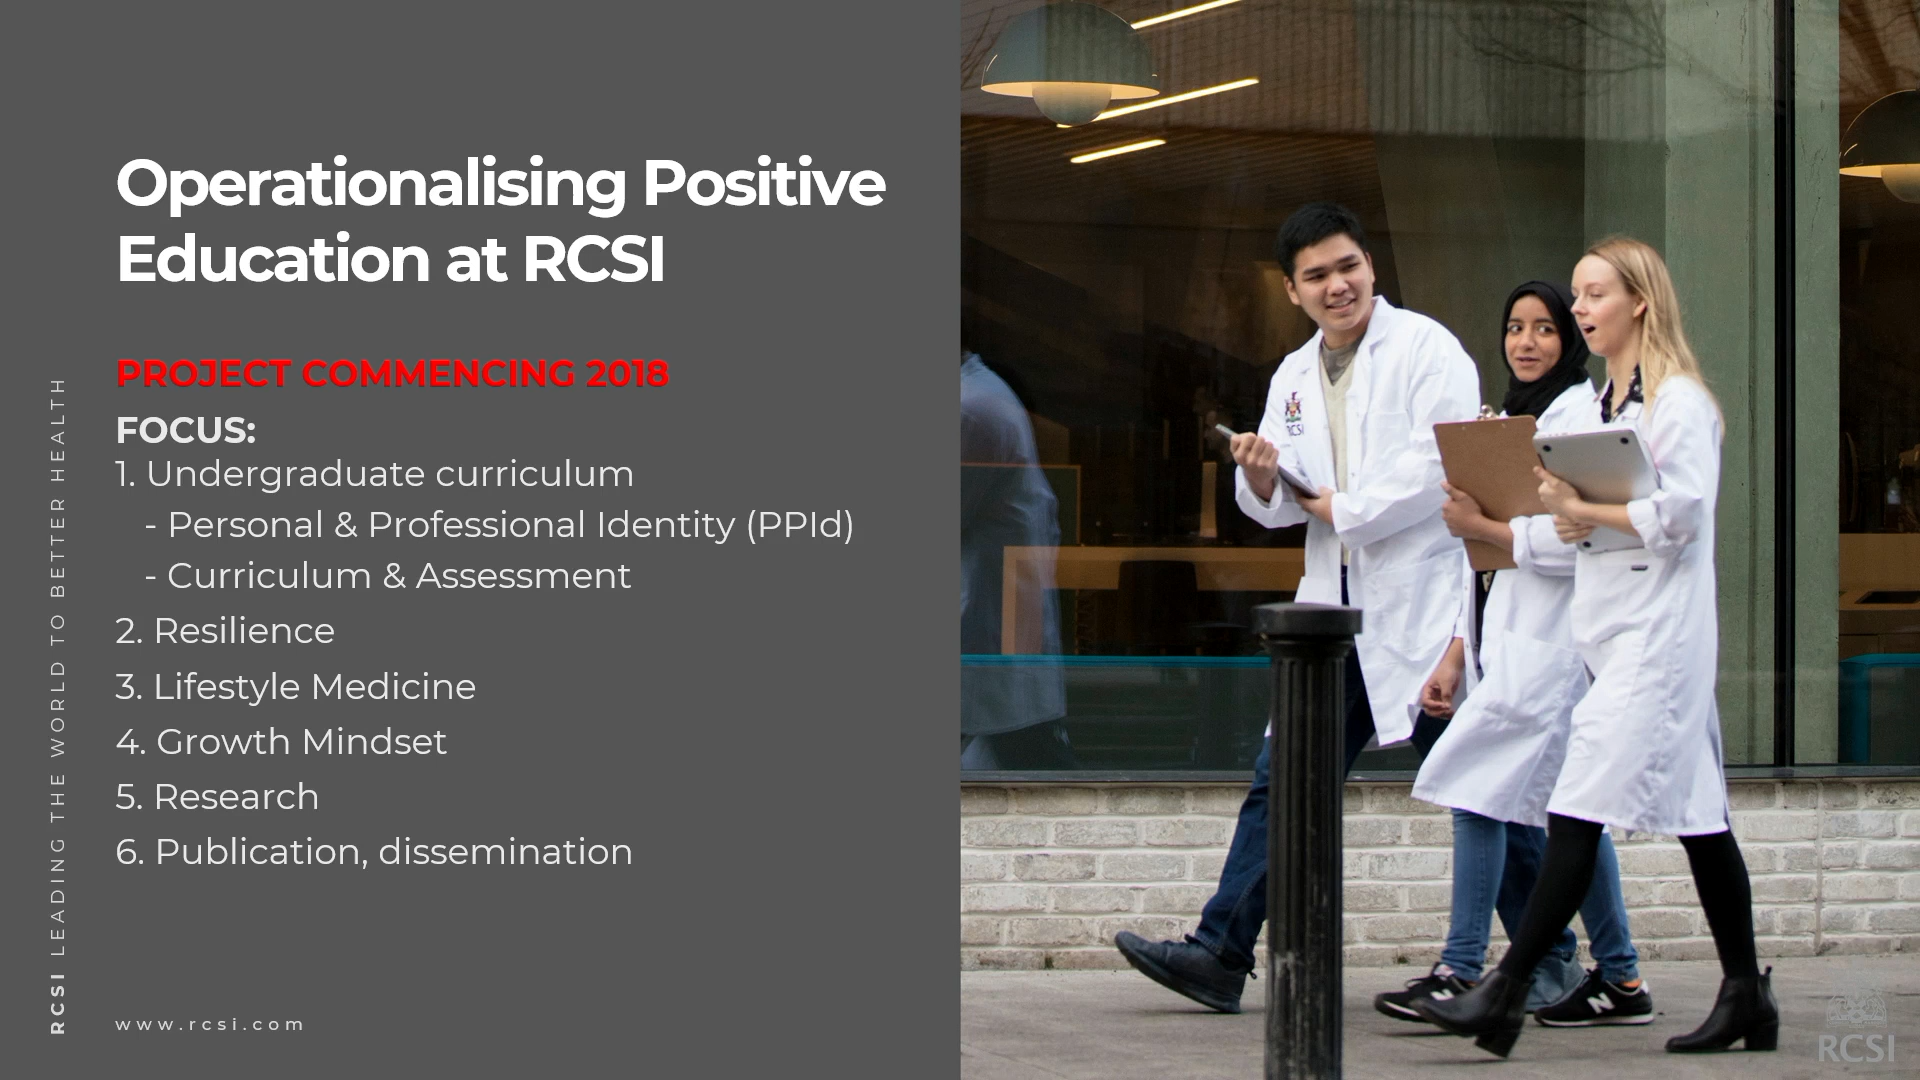 Operationalising Positive
Education at RCSI
PROJECT COMMENCING 2018
FOCUS:
1. Undergraduate curriculum
- Personal & Professional Identity (PPId)
- Curriculum & Assessment
2. Resilience
3. Lifestyle Medicine
4. Growth Mindset
5. Research
6. Publication, dissemination
RCSI LEADING THE WORLD TO BETTER HEALTH
www.rcsi.com
RCSI
N
RCSI